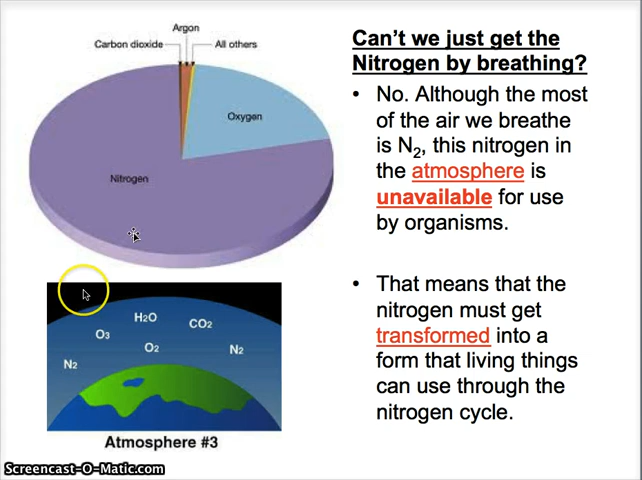 Argon
Carbon dioxide
All others
Oxygen
Nitrogen
H2O
CO2
O3
O2
N2
N2
Atmosphere #3
Can't we just get the
Nitrogen by breathing?
• No. Although the most
of the air we breathe
is N2, this nitrogen in
the atmosphere is
unavailable for use
by organisms.
• That means that the
nitrogen must get
transformed into a
form that living things
can use through the
nitrogen cycle.
Screencast-O-Matic.com